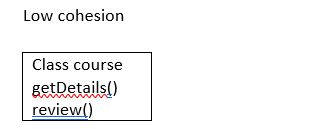 Low cohesion
Class course
getDetails()
review()